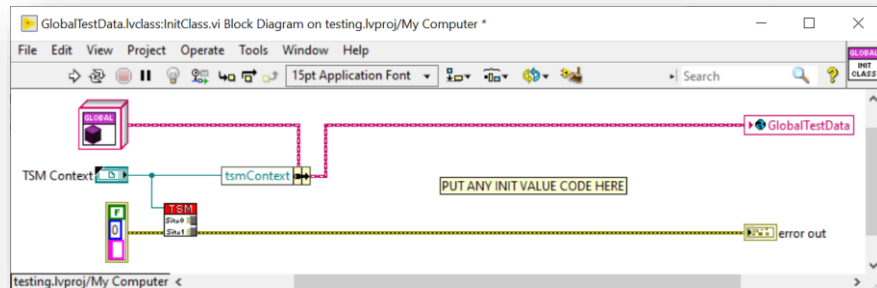 GlobalTestData.lvclass:InitClass.vi Block Diagram on testing.lvproj/My Computer *
File Edit View Project Operate Tools Window Help
15pt Application Font
Search
GLOBAL
INIT
CLASS
GLOBAL
GlobalTestData
TSM Context
tsmContext
PUT ANY INIT VALUE CODE HERE
TSM
Site0
Site1
F
0
error out
testing.lvproj/My Computer